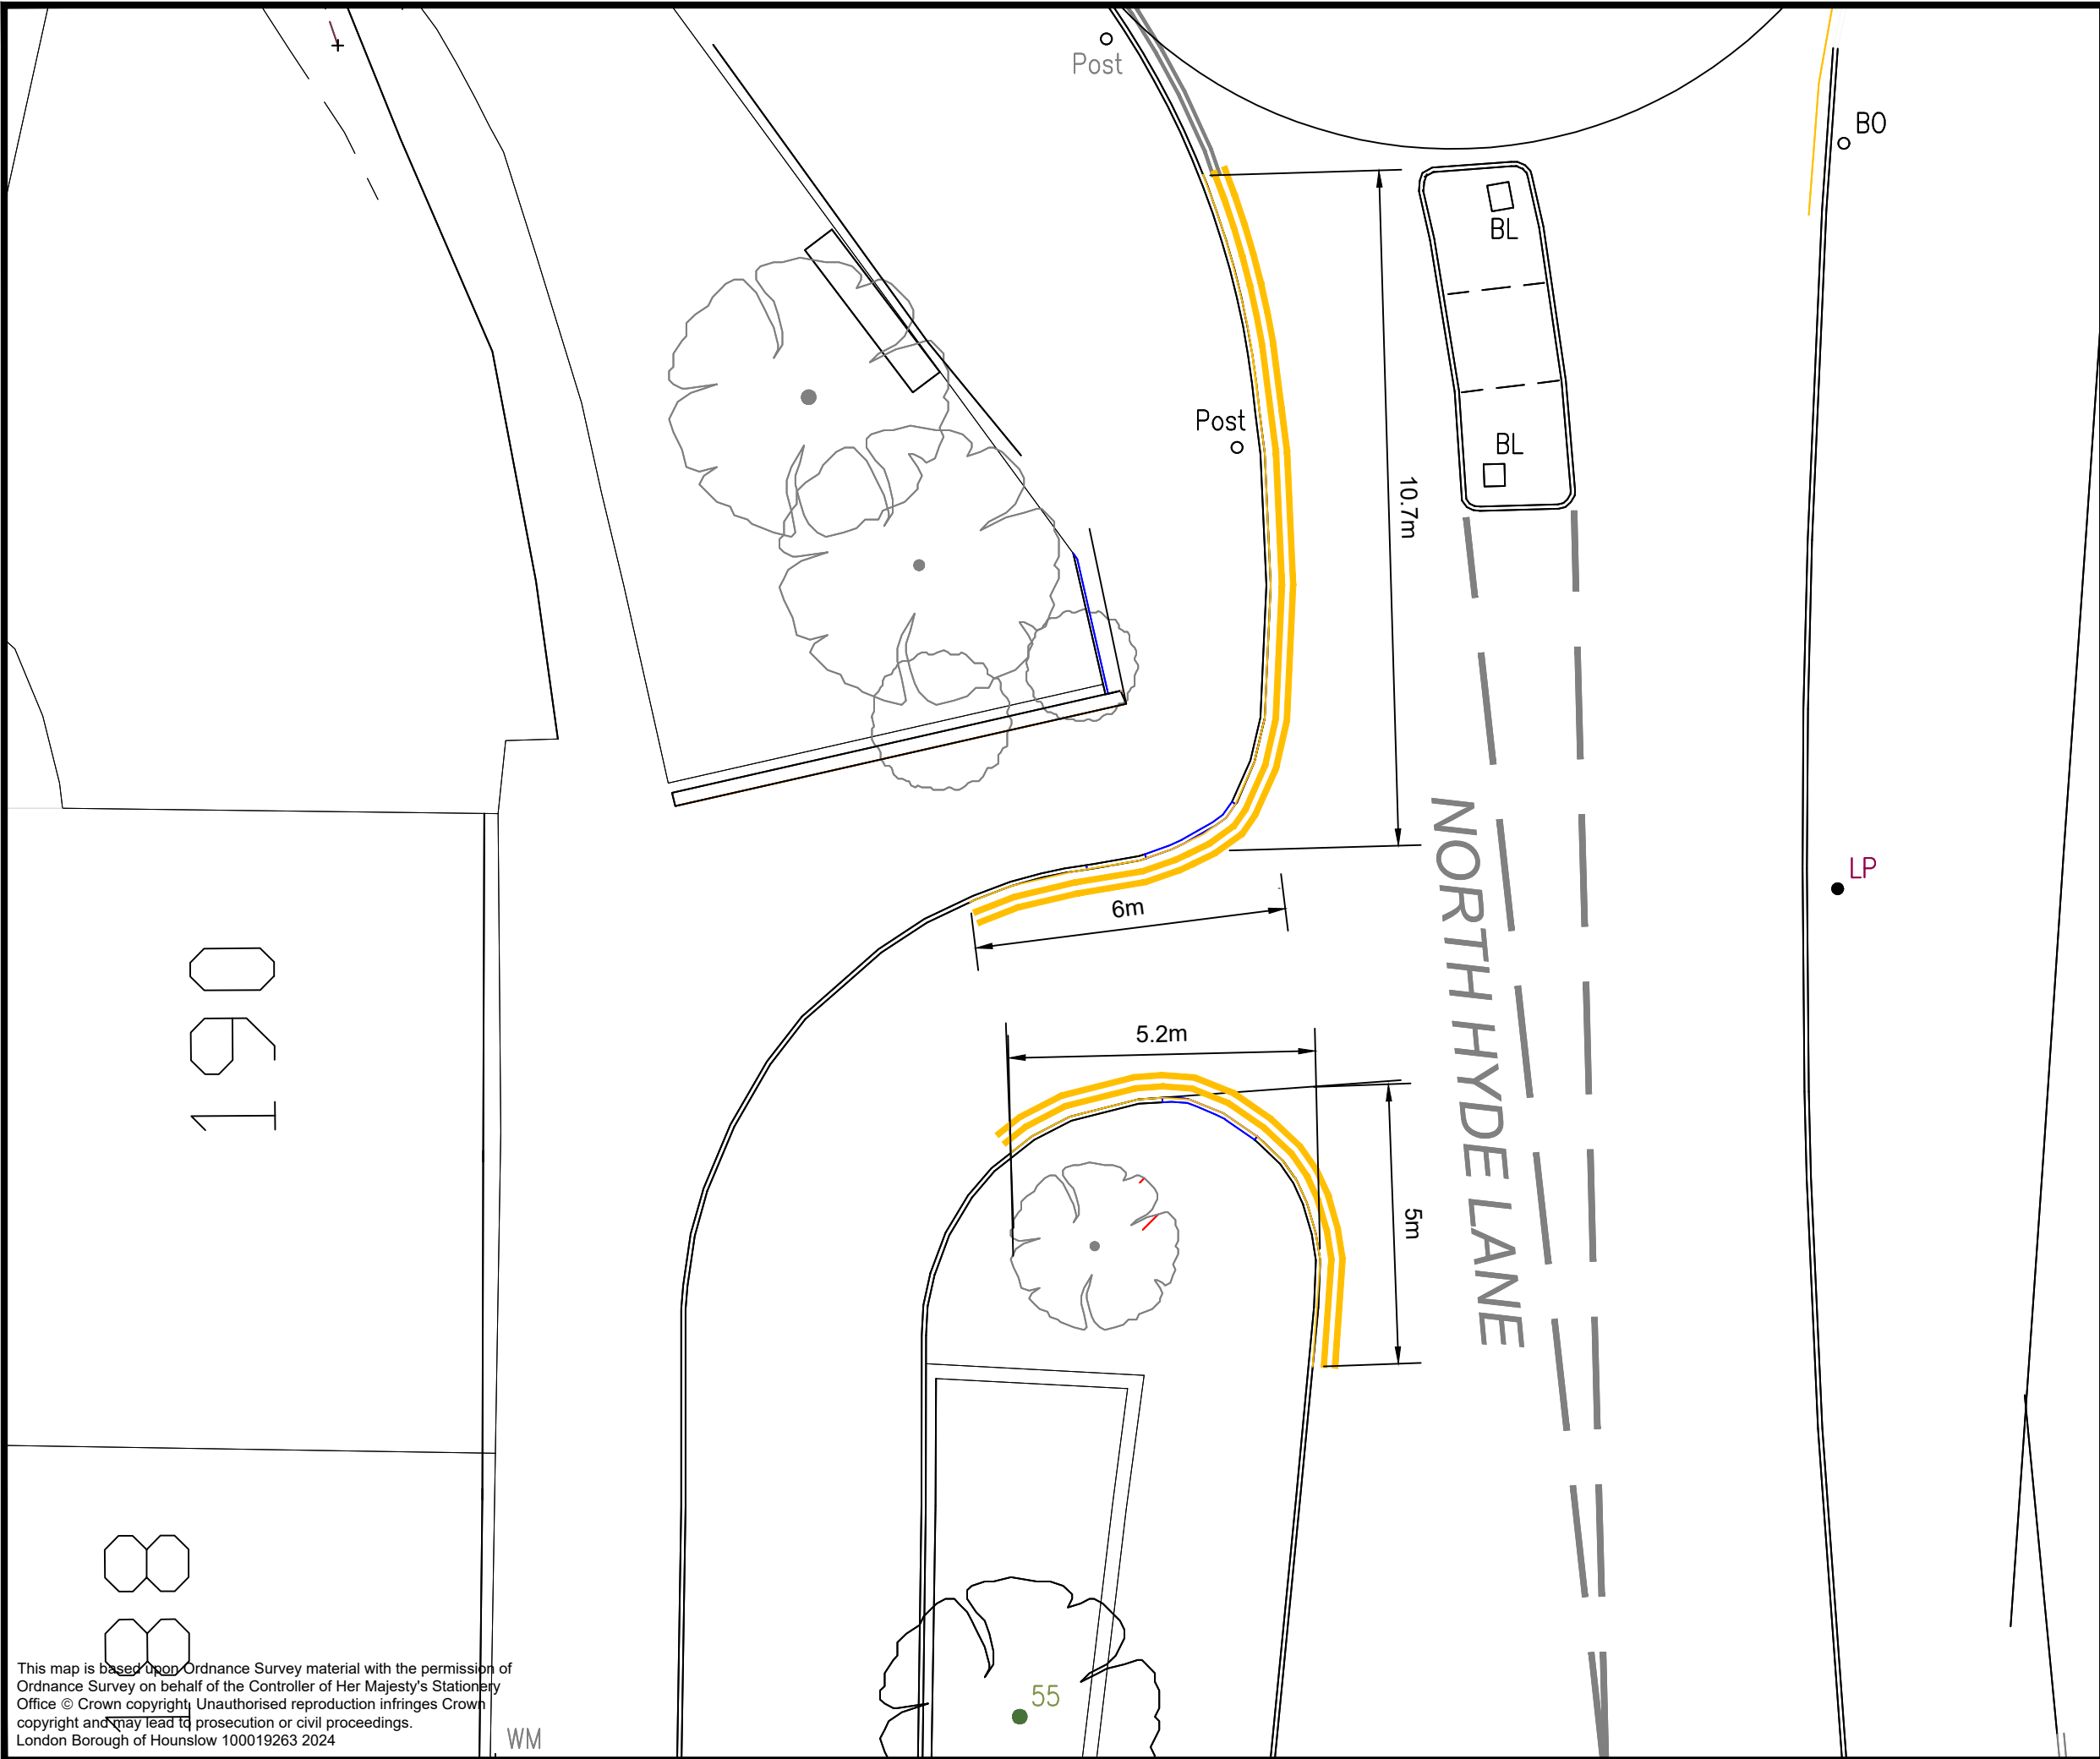 Post
BO
BL
Post
BL
10.7m
LP
6m
190
5.2m
NORTH HYDE LANE
5m
188
55
This map is based upon Ordnance Survey material with the permission of
Ordnance Survey on behalf of the Controller of Her Majesty's Stationery
Office © Crown copyright. Unauthorised reproduction infringes Crown
copyright and may lead to prosecution or civil proceedings.
London Borough of Hounslow 100019263 2024
WM